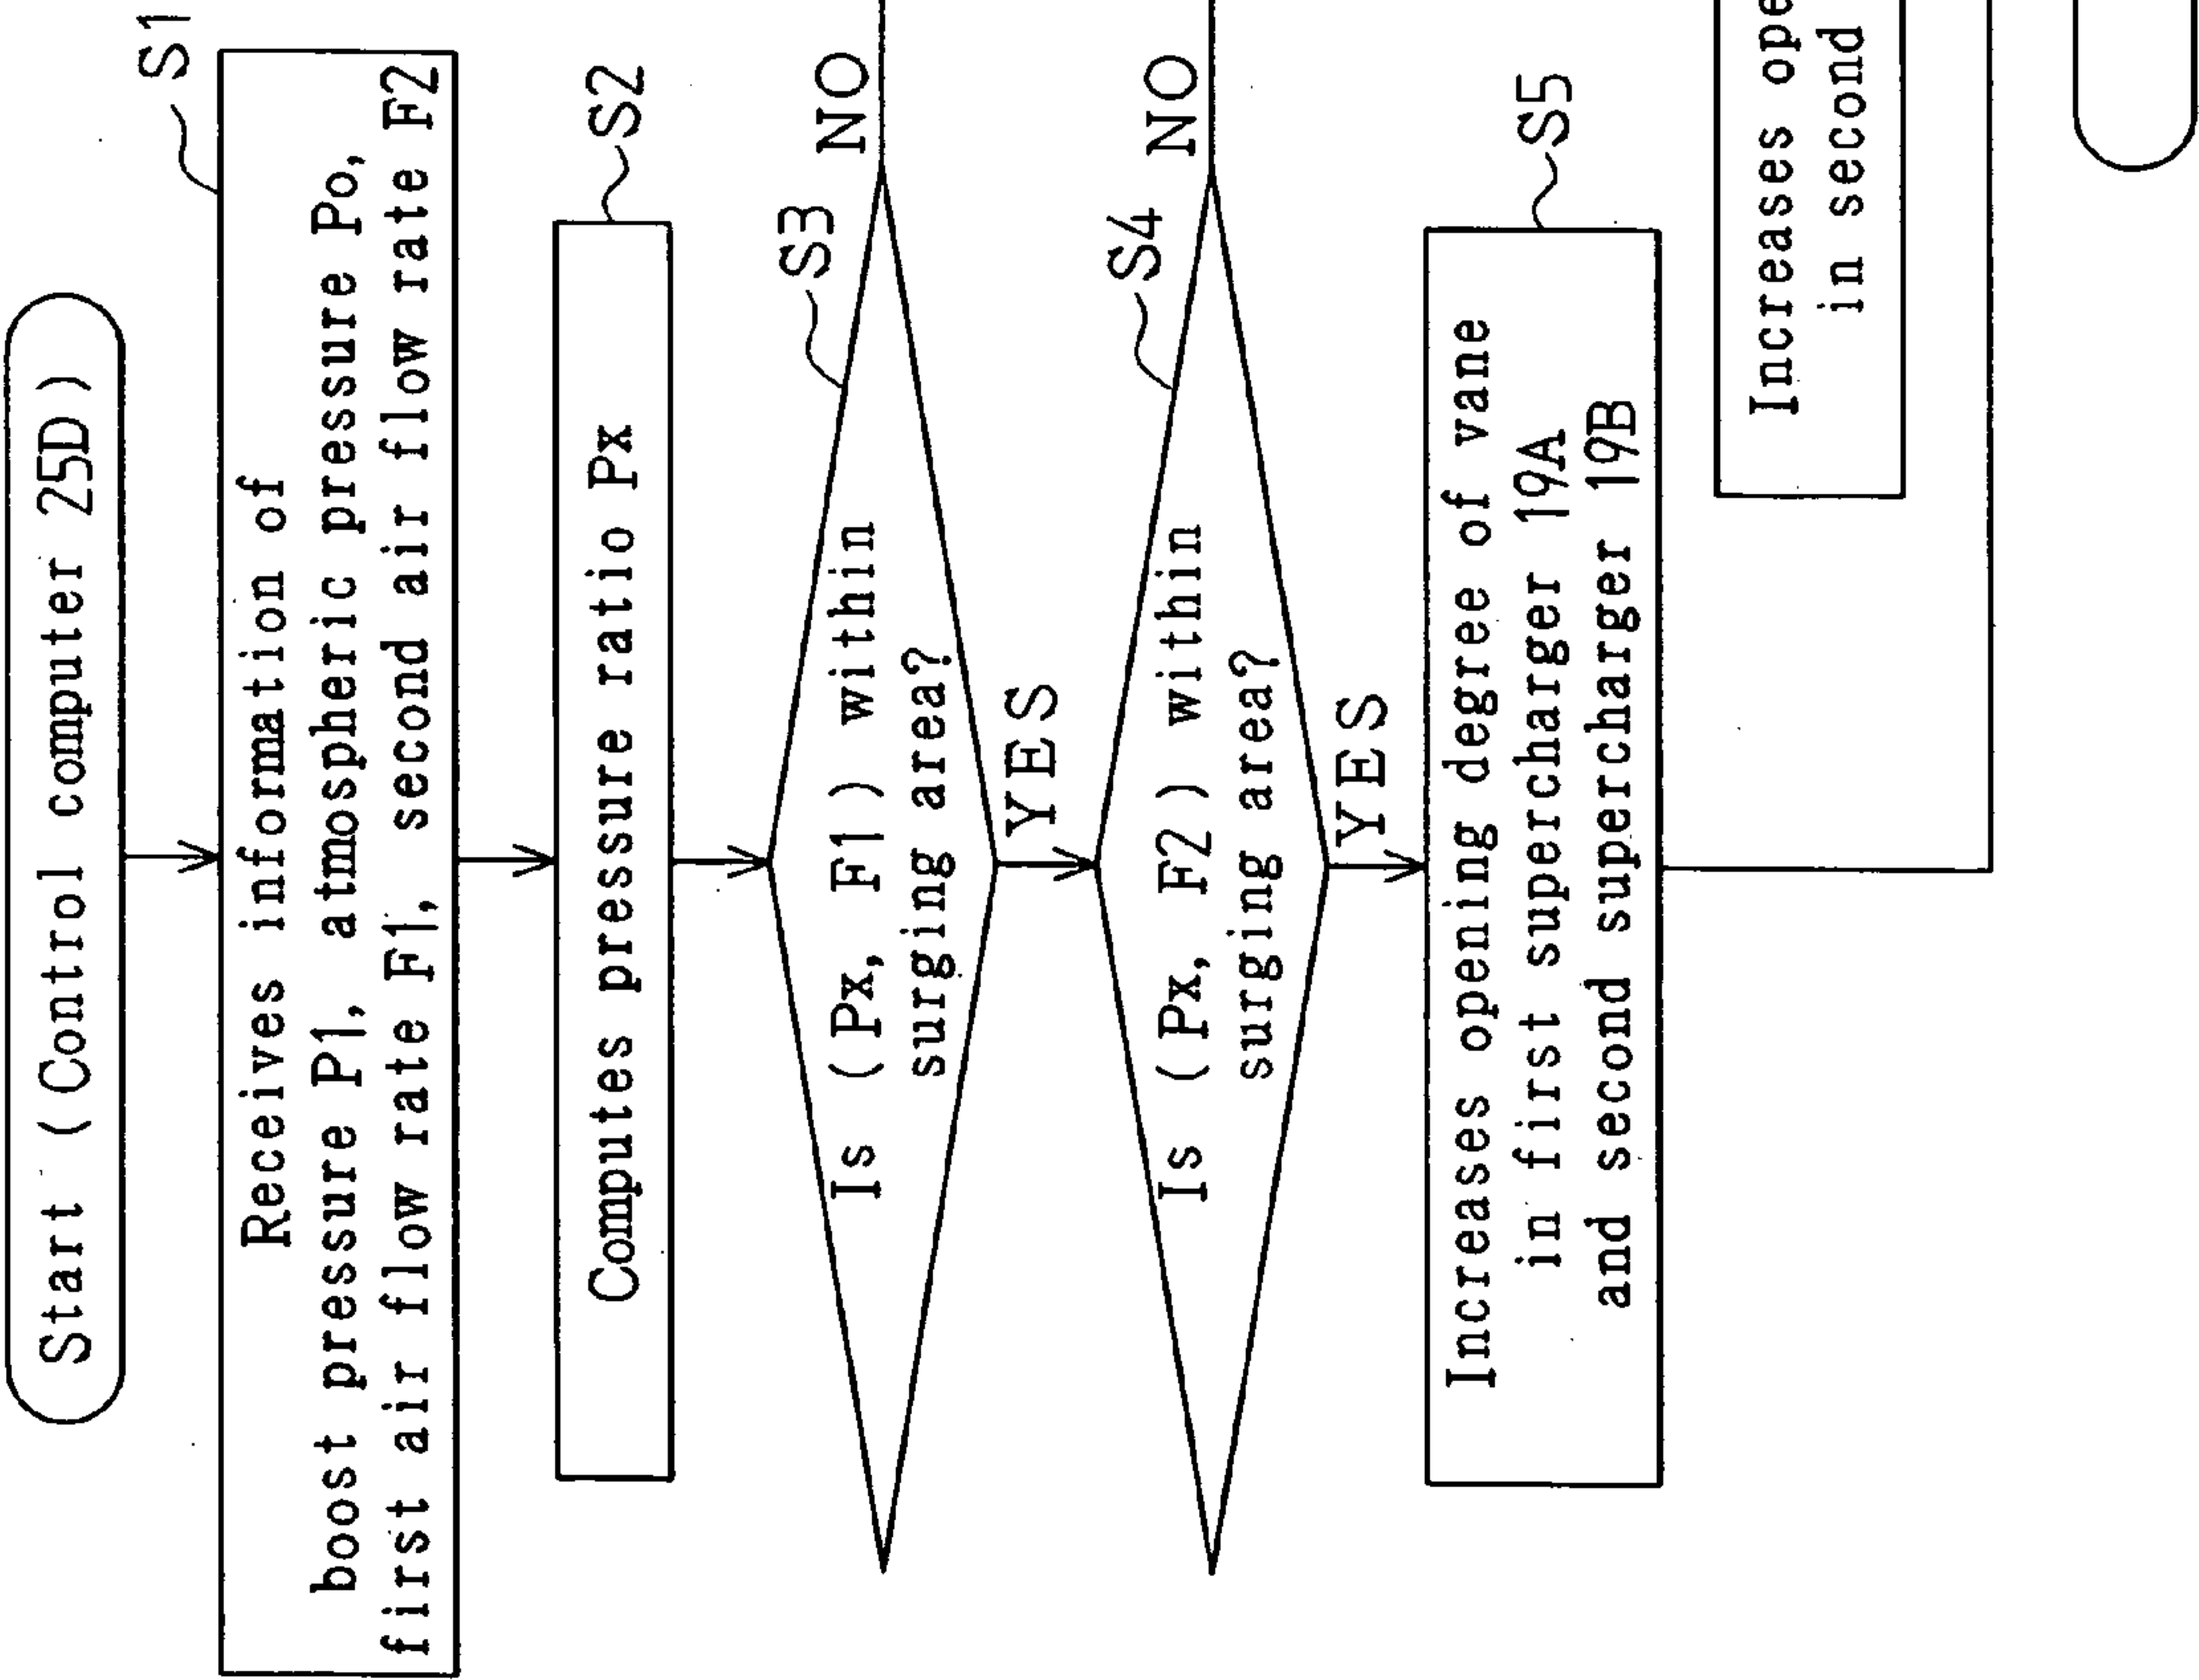 Start (Control computer 25D)
S1
Receives information of
boost pressure P1, atmospheric pressure Po,
first air flow rate F1, second air flow rate F2
S2
Computes pressure ratio Px
S3
Is (Px, F1) within
surging area?
NO
YES
S4
Is (Px, F2) within
surging area?
NO
YES
S5
Increases opening degree of vane
in first supercharger 19A
and second supercharger 19B
Increases ope
in second